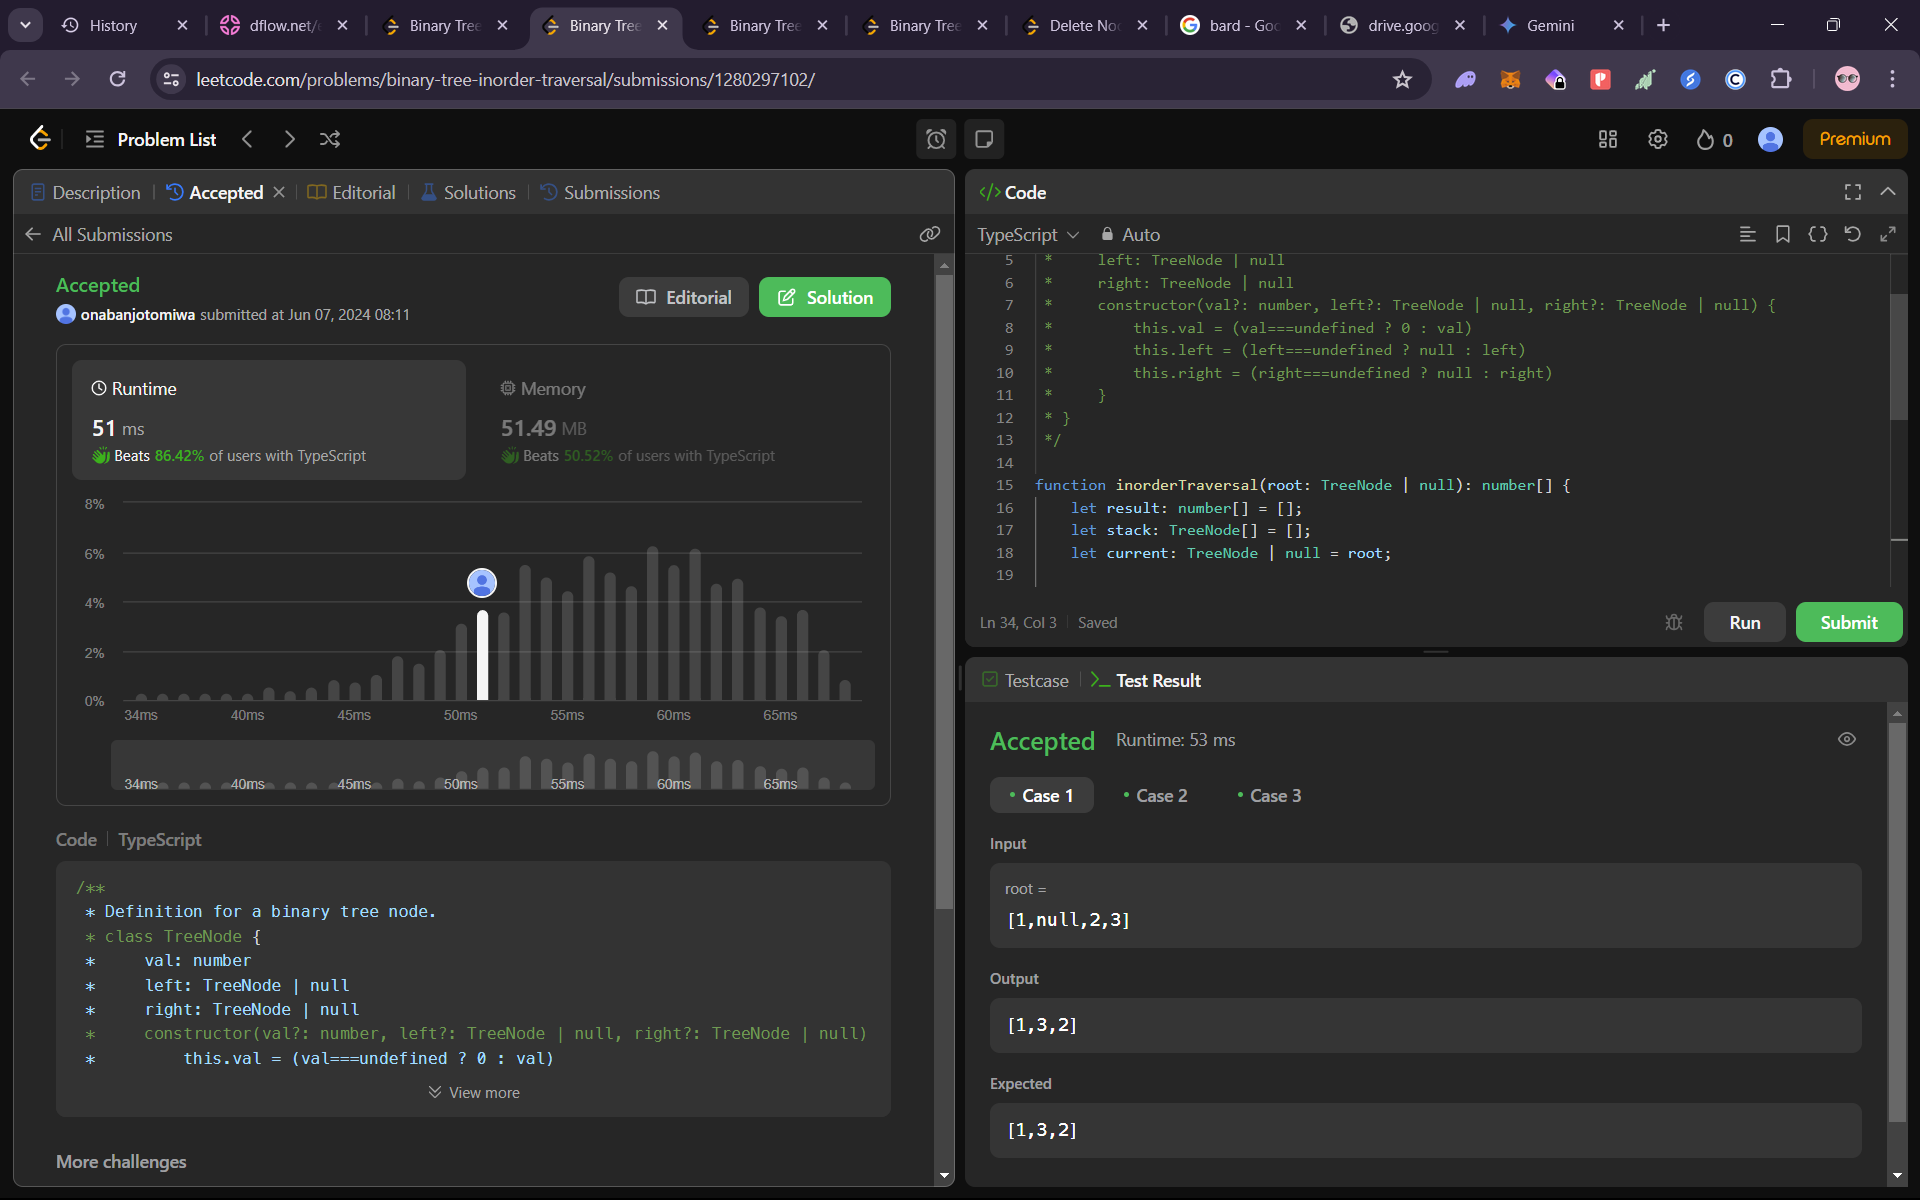 History
dflow.net/
Binary Tree
Binary Tree
Binary Tree
Binary Tree
Delete No
bard - Goo
drive.goog
Gemini
leetcode.com/problems/binary-tree-inorder-traversal/submissions/1280297102/
Problem List
0
Premium
Description
Accepted
Editorial
Solutions
Submissions
All Submissions
Accepted
onabanjotomiwa submitted at Jun 07, 2024 08:11
Editorial
Solution
Runtime
51 ms
Beats 86.42% of users with TypeScript
Memory
51.49 MB
Beats 50.52% of users with TypeScript
8%
6%
4%
2%
0%
34ms 40ms 45ms 50ms 55ms 60ms 65ms
34ms 40ms 45ms 50ms 55ms 60ms 65ms
Code | TypeScript
/**
* Definition for a binary tree node.
* class TreeNode {
*     val: number
*     left: TreeNode | null
*     right: TreeNode | null
*     constructor(val?: number, left?: TreeNode | null, right?: TreeNode | null)
*         this.val = (val===undefined ? 0 : val)
View more
More challenges
Code
TypeScript
Auto
5 *     left: TreeNode | null
6 *     right: TreeNode | null
7 *     constructor(val?: number, left?: TreeNode | null, right?: TreeNode | null) {
8 *         this.val = (val===undefined ? 0 : val)
9 *         this.left = (left===undefined ? null : left)
10 *         this.right = (right===undefined ? null : right)
11 *     }
12 * }
13 */
14
15 function inorderTraversal(root: TreeNode | null): number[] {
16     let result: number[] = [];
17     let stack: TreeNode[] = [];
18     let current: TreeNode | null = root;
19
Ln 34, Col 3 | Saved
Run
Submit
Testcase
Test Result
Accepted
Runtime: 53 ms
Case 1
Case 2
Case 3
Input
root =
[1,null,2,3]
Output
[1,3,2]
Expected
[1,3,2]